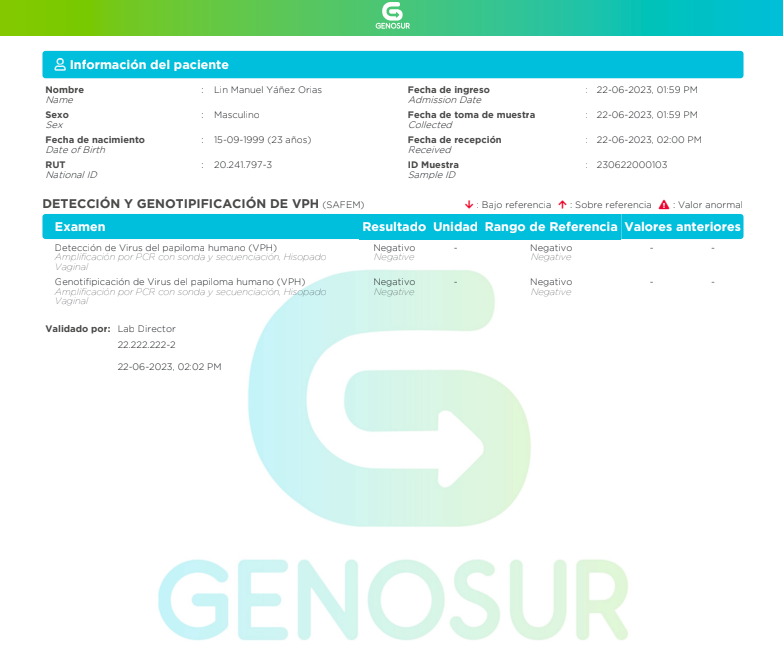 GENOSUR
Información del paciente
Nombre : Lin Manuel Yáñez Orias Fecha de ingreso : 22-06-2023, 01:59 PM
Name Admission Date
Sexo : Masculino Fecha de toma de muestra : 22-06-2023, 01:59 PM
Sex Collected
Fecha de nacimiento : 15-09-1999 (23 años) Fecha de recepción : 22-06-2023, 02:00 PM
Date of Birth Received
RUT : 20.241.797-3 ID Muestra : 230622000103
National ID Sample ID
DETECCIÓN Y GENOTIPIFICACIÓN DE VPH (SAFEM) : Bajo referencia : Sobre referencia : Valor anormal
Examen Resultado Unidad Rango de Referencia Valores anteriores
Detección de Virus del papiloma humano (VPH) Negativo - Negativo - -
Amplificación por PCR con sonda y secuenciación, Hisopado Negative Negative
Vaginal
Genotifipicación de Virus del papiloma humano (VPH) Negativo - Negativo - -
Amplificación por PCR con sonda y secuenciación, Hisopado Negative Negative
Vaginal
Validado por: Lab Director
22.222.222-2
22-06-2023, 02:02 PM
GENOSUR